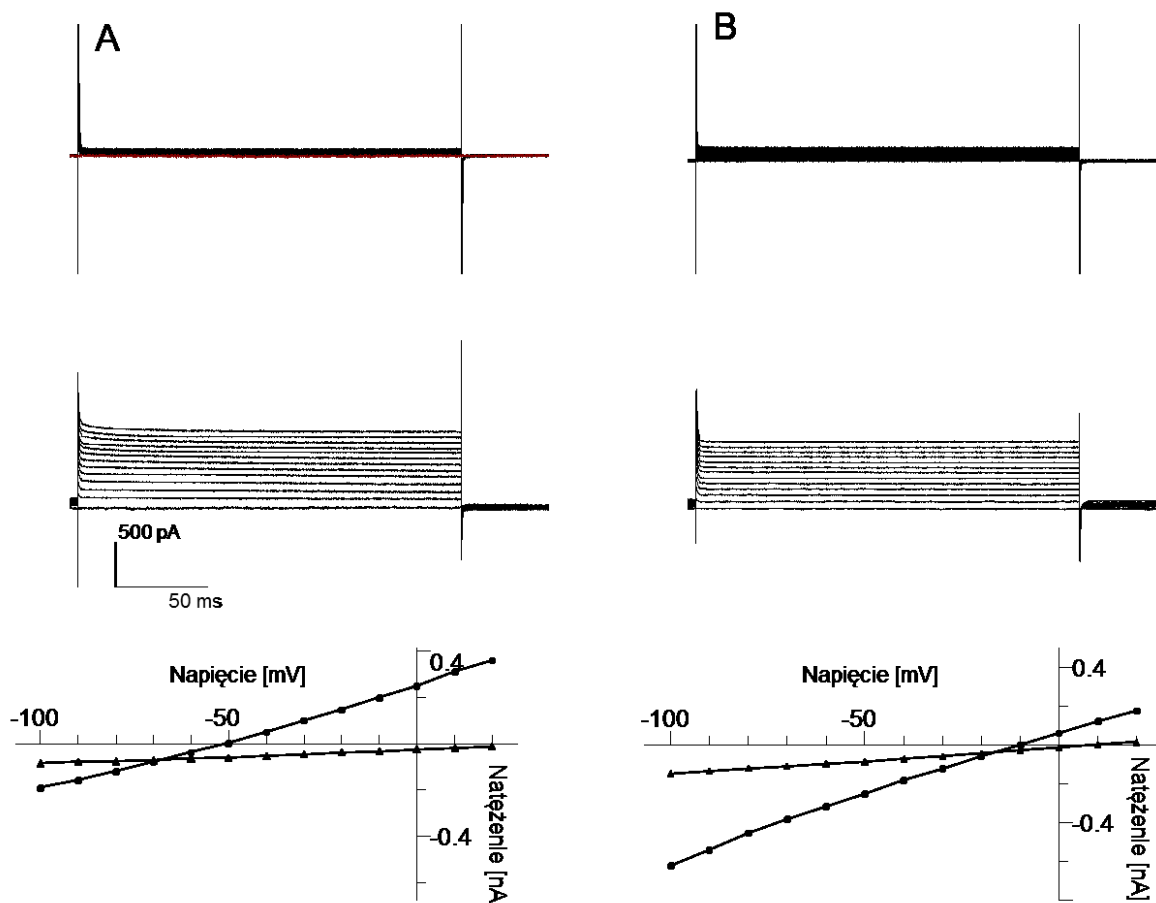 A
B
500 pA
50 ms
Napięcie [mV]
0.4
-100
-50
-0.4
Natężenie [nA]
Napięcie [mV]
0.4
-100
-50
-0.4
Natężenie [nA]